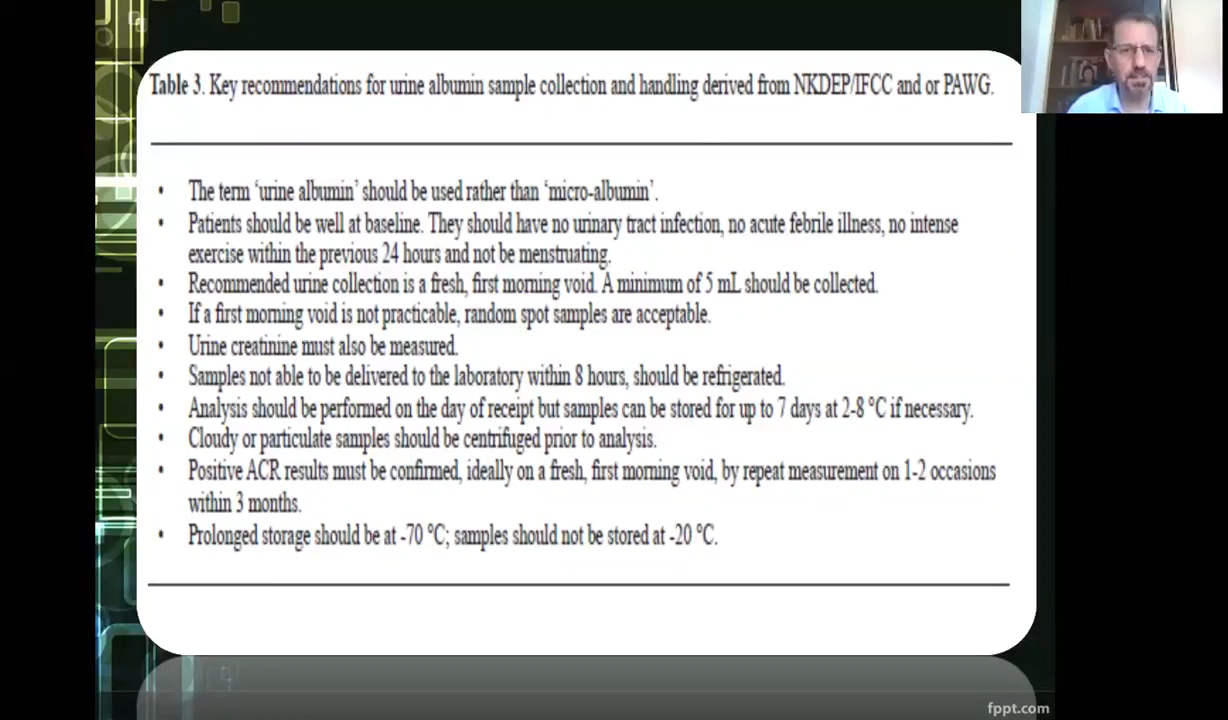 Table 3. Key recommendations for urine albumin sample collection and handling derived from NKDEP/IFCC and or PAWG.
• The term ‘urine albumin’ should be used rather than ‘micro-albumin’.
• Patients should be well at baseline. They should have no urinary tract infection, no acute febrile illness, no intense
exercise within the previous 24 hours and not be menstruating.
• Recommended urine collection is a fresh, first morning void. A minimum of 5 mL should be collected.
• If a first morning void is not practicable, random spot samples are acceptable.
• Urine creatinine must also be measured.
• Samples not able to be delivered to the laboratory within 8 hours, should be refrigerated.
• Analysis should be performed on the day of receipt but samples can be stored for up to 7 days at 2-8 °C if necessary.
• Cloudy or particulate samples should be centrifuged prior to analysis.
• Positive ACR results must be confirmed, ideally on a fresh, first morning void, by repeat measurement on 1-2 occasions
within 3 months.
• Prolonged storage should be at -70 °C; samples should not be stored at -20 °C.
fppt.com